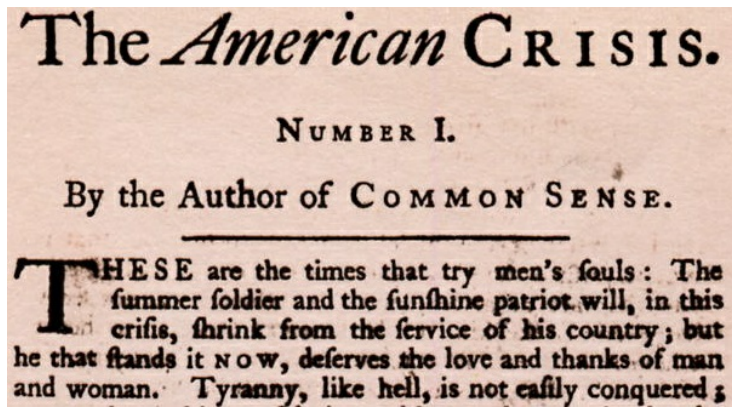 The American CRISIS.
NUMBER I.
By the Author of COMMON SENSE.
THESE are the times that try men's ſouls : The
ſummer ſoldier and the ſunſhine patriot will, in this
criſis, ſhrink from the ſervice of his country ; but
he that ſtands it NOW, deſerves the love and thanks of man
and woman. Tyranny, like hell, is not eaſily conquered ;